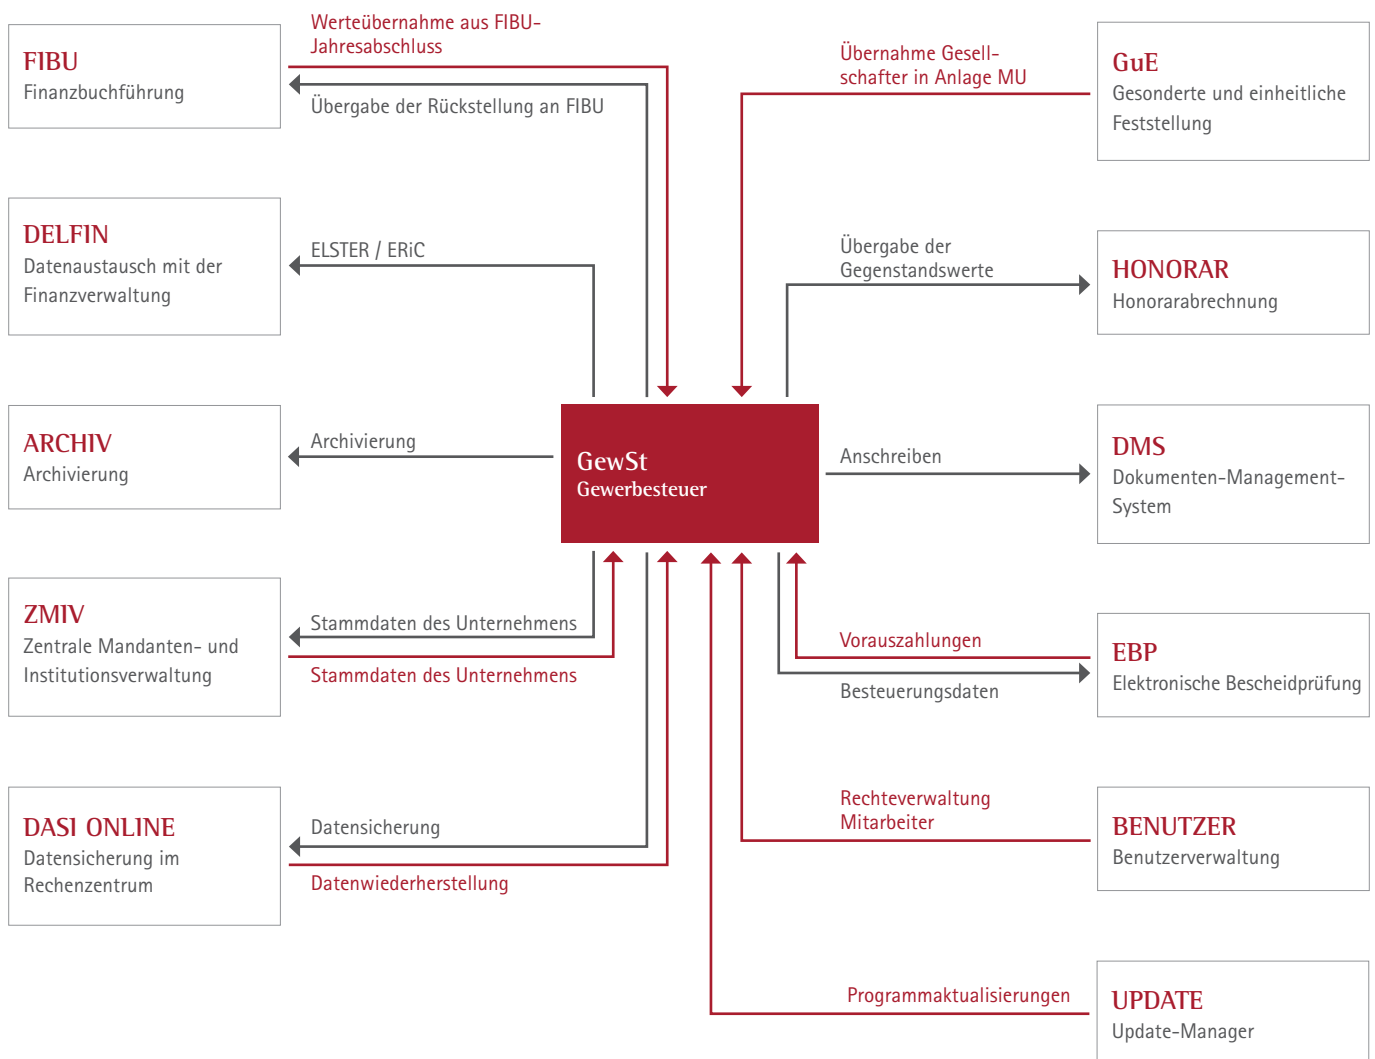 Werteübernahme aus FIBU-
Jahresabschluss
FIBU
Finanzbuchführung
Übergabe der Rückstellung an FIBU
Übernahme Gesell-
schafter in Anlage MU
GuE
Gesonderte und einheitliche
Feststellung
DELFIN
Datenaustausch mit der
Finanzverwaltung
ELSTER / ERiC
Übergabe der
Gegenstandswerte
HONORAR
Honorarabrechnung
ARCHIV
Archivierung
Archivierung
GewSt
Gewerbesteuer
Anschreiben
DMS
Dokumenten-Management-
System
ZMIV
Zentrale Mandanten- und
Institutionsverwaltung
Stammdaten des Unternehmens
Stammdaten des Unternehmens
Vorauszahlungen
Besteuerungsdaten
EBP
Elektronische Bescheidprüfung
DASI ONLINE
Datensicherung im
Rechenzentrum
Datensicherung
Datenwiederherstellung
Rechteverwaltung
Mitarbeiter
BENUTZER
Benutzerverwaltung
Programmaktualisierungen
UPDATE
Update-Manager